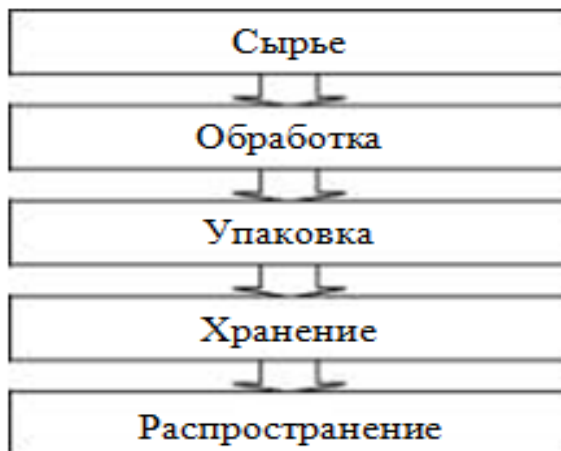 Сырье
Обработка
Упаковка
Хранение
Распространение